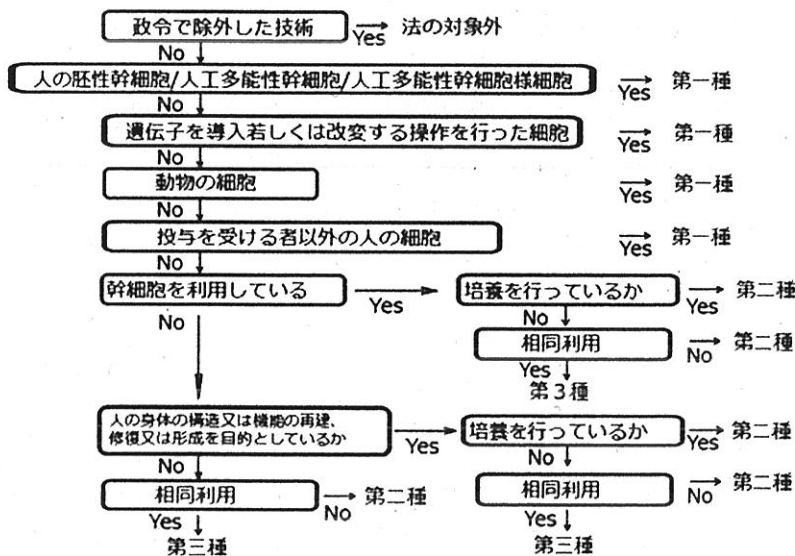 政令で除外した技術 Yes 法の対象外
No
人の胚性幹細胞/人工多能性幹細胞/人工多能性幹細胞様細胞 Yes 第一種
No
遺伝子を導入若しくは改変する操作を行った細胞 Yes 第一種
No
動物の細胞 Yes 第一種
No
投与を受ける者以外の人の細胞 Yes 第一種
No
幹細胞を利用している Yes 培養を行っているか Yes 第二種
No No
相同利用 No 第二種
Yes
第3種
人の身体の構造又は機能の再建、
修復又は形成を目的としているか Yes 培養を行っているか Yes 第二種
No No
相同利用 No 第二種 相同利用 No 第二種
Yes Yes
第三種 第三種